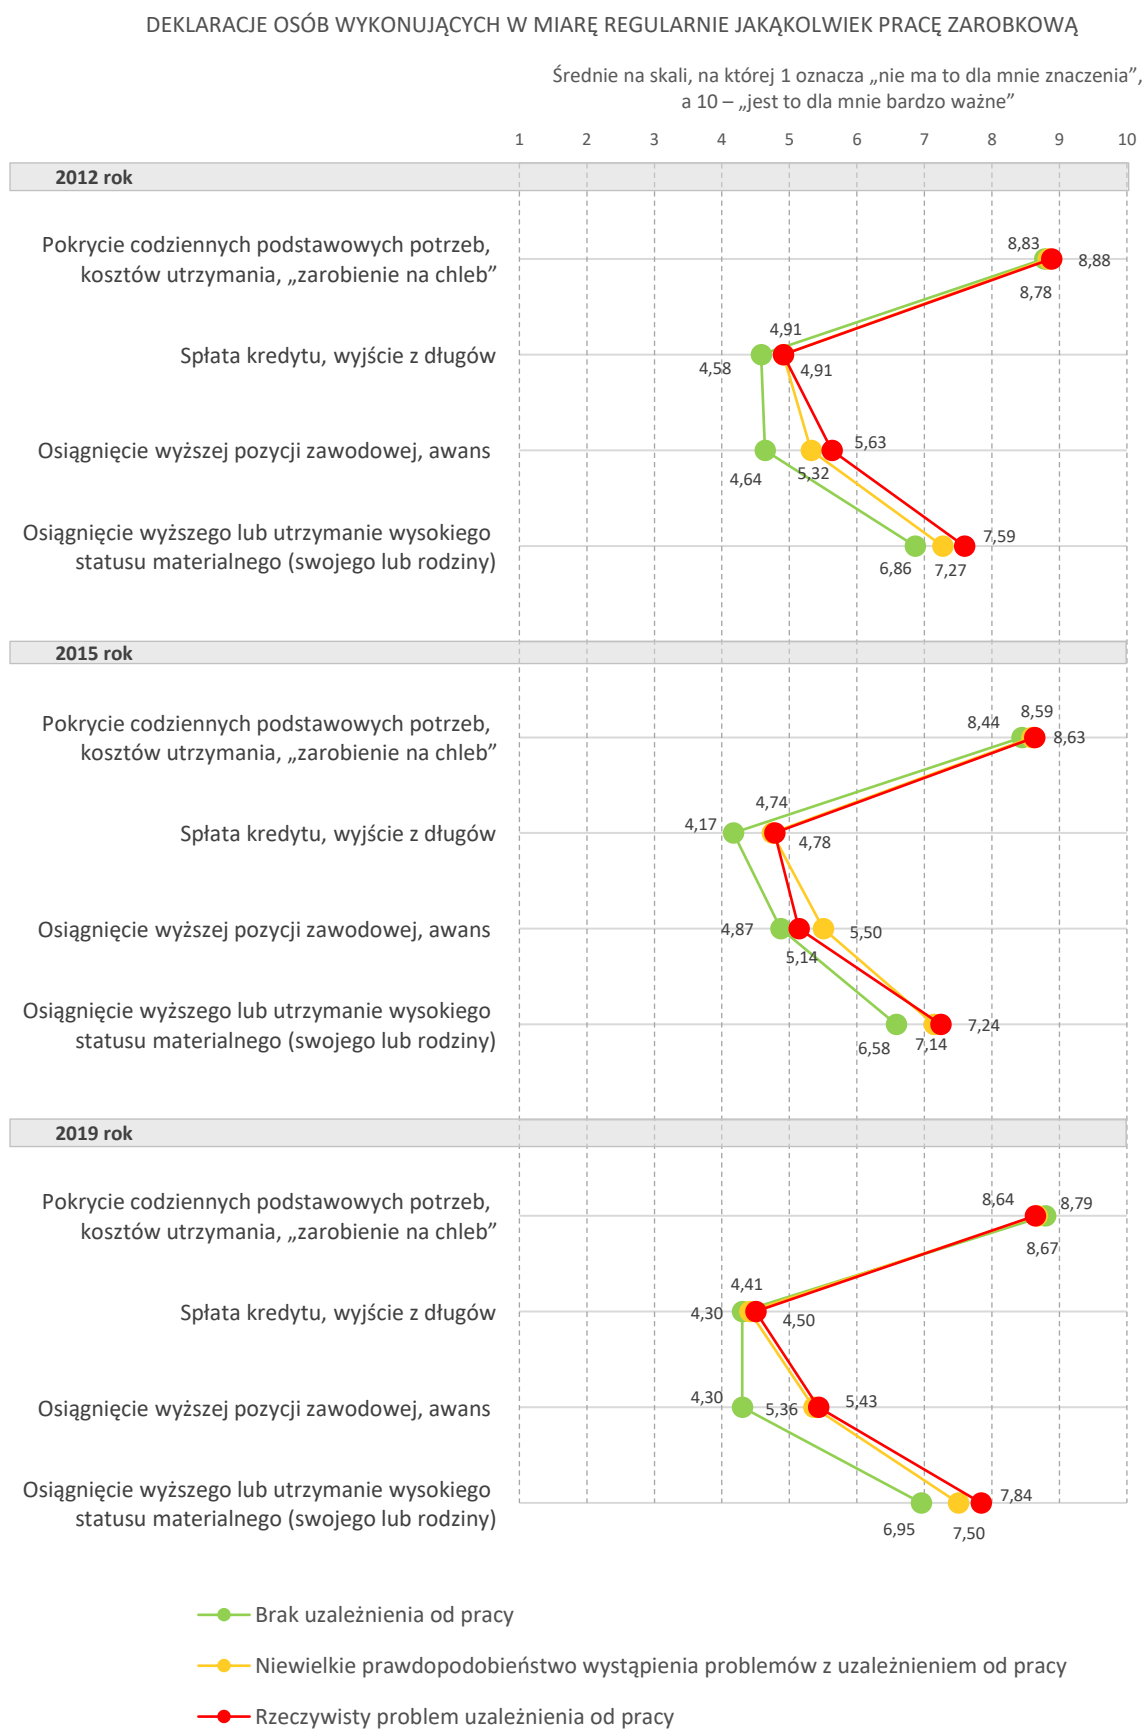 DEKLARACJE OSÓB WYKONUJĄCYCH W MIARĘ REGULARNIE JAKĄKOLWIEK PRACĘ ZAROBKOWĄ
Średnie na skali, na której 1 oznacza „nie ma to dla mnie znaczenia”,
a 10 – „jest to dla mnie bardzo ważne”
1 2 3 4 5 6 7 8 9 10
2012 rok
Pokrycie codziennych podstawowych potrzeb,
kosztów utrzymania, „zarobienie na chleb”
8,83
8,88
8,78
Spłata kredytu, wyjście z długów
4,91
4,58
4,91
Osiągnięcie wyższej pozycji zawodowej, awans
5,63
4,64
5,32
Osiągnięcie wyższego lub utrzymanie wysokiego
statusu materialnego (swojego lub rodziny)
7,59
6,86
7,27
2015 rok
Pokrycie codziennych podstawowych potrzeb,
kosztów utrzymania, „zarobienie na chleb”
8,59
8,44
8,63
Spłata kredytu, wyjście z długów
4,74
4,17
4,78
Osiągnięcie wyższej pozycji zawodowej, awans
4,87
5,50
5,14
Osiągnięcie wyższego lub utrzymanie wysokiego
statusu materialnego (swojego lub rodziny)
7,24
6,58
7,14
2019 rok
Pokrycie codziennych podstawowych potrzeb,
kosztów utrzymania, „zarobienie na chleb”
8,64
8,79
8,67
Spłata kredytu, wyjście z długów
4,41
4,30
4,50
Osiągnięcie wyższej pozycji zawodowej, awans
4,30
5,36
5,43
Osiągnięcie wyższego lub utrzymanie wysokiego
statusu materialnego (swojego lub rodziny)
7,84
6,95
7,50
Brak uzależnienia od pracy
Niewielkie prawdopodobieństwo wystąpienia problemów z uzależnieniem od pracy
Rzeczywisty problem uzależnienia od pracy